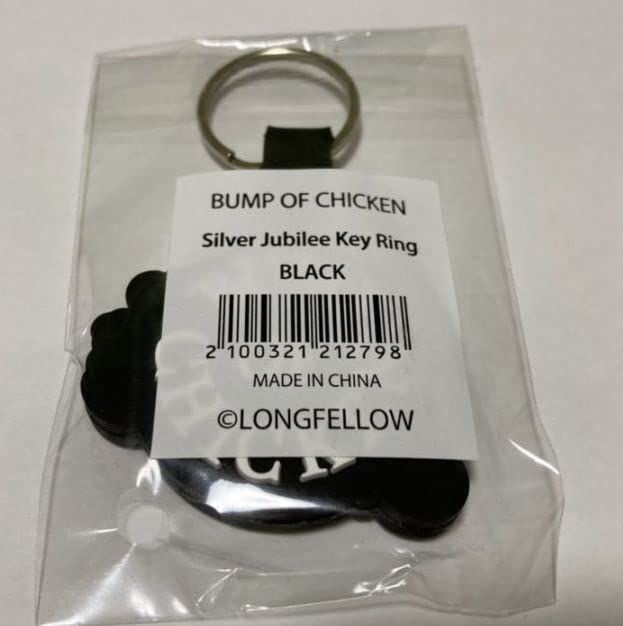 BUMP OF CHICKEN
Silver Jubilee Key Ring
BLACK
2 100321 212798
MADE IN CHINA
©LONGFELLOW